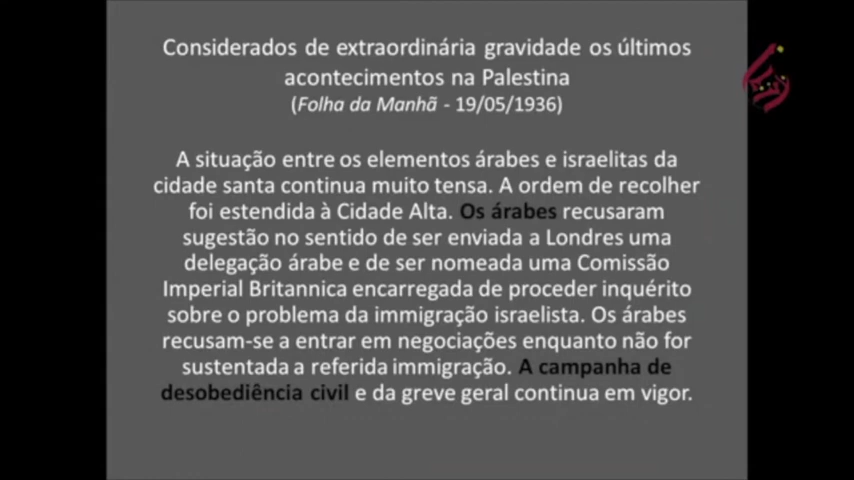 Considerados de extraordinária gravidade os últimos
acontecimentos na Palestina
(Folha da Manhã - 19/05/1936)
A situação entre os elementos árabes e israelitas da
cidade santa continua muito tensa. A ordem de recolher
foi estendida à Cidade Alta. Os árabes recusaram
sugestão no sentido de ser enviada a Londres uma
delegação árabe e de ser nomeada uma Comissão
Imperial Britannica encarregada de proceder inquérito
sobre o problema da immigração israelista. Os árabes
recusam-se a entrar em negociações enquanto não for
sustentada a referida immigração. A campanha de
desobediência civil e da greve geral continua em vigor.